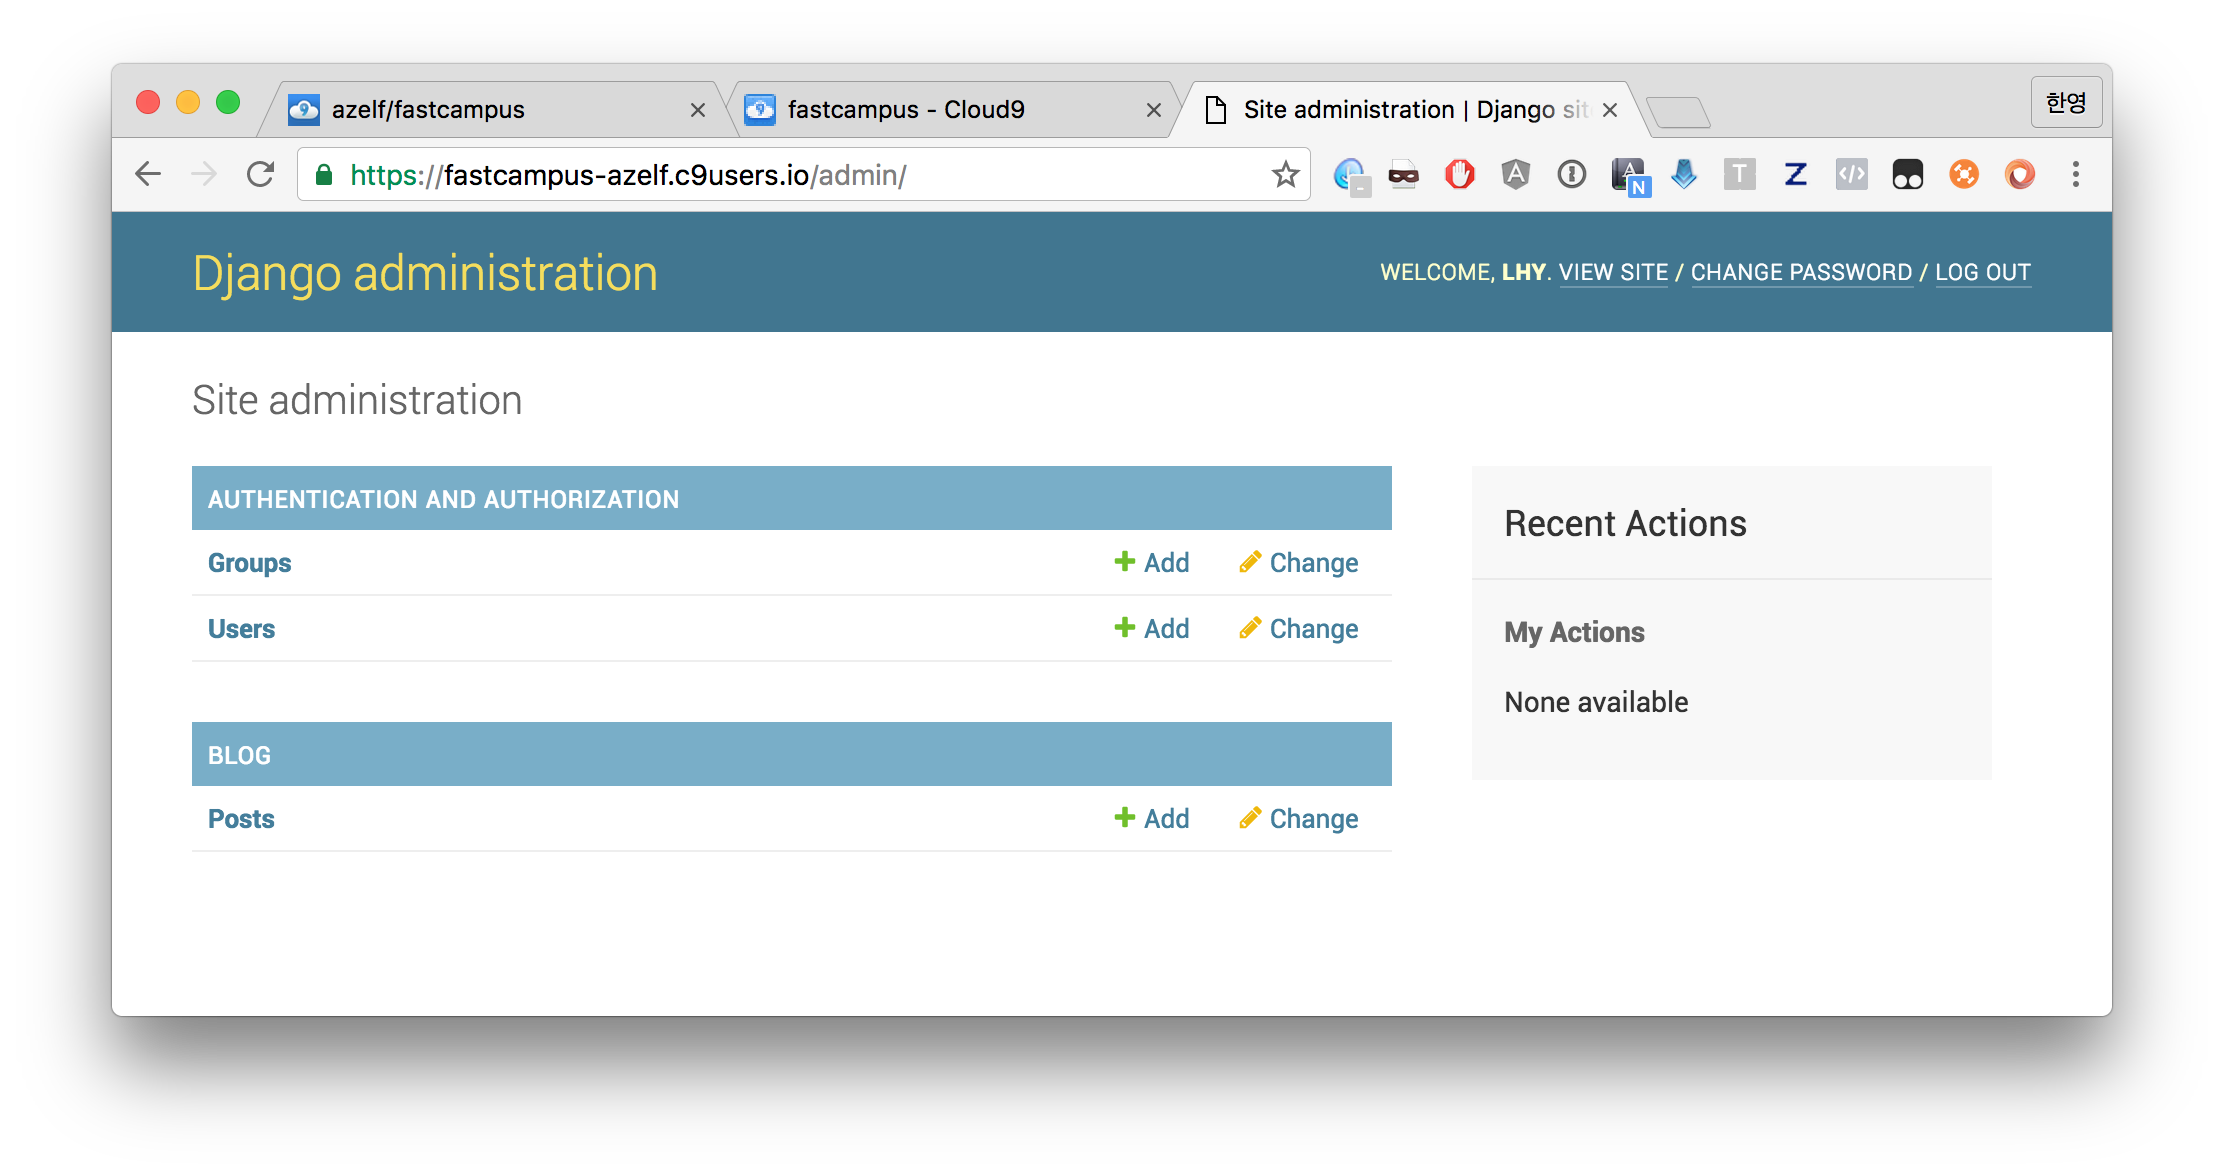 azelf/fastcampus
fastcampus - Cloud9
Site administration | Django sit
한영
https://fastcampus-azelf.c9users.io/admin/
Django administration
WELCOME, LHY. VIEW SITE / CHANGE PASSWORD / LOG OUT
Site administration
AUTHENTICATION AND AUTHORIZATION
Groups Add Change
Users Add Change
BLOG
Posts Add Change
Recent Actions
My Actions
None available